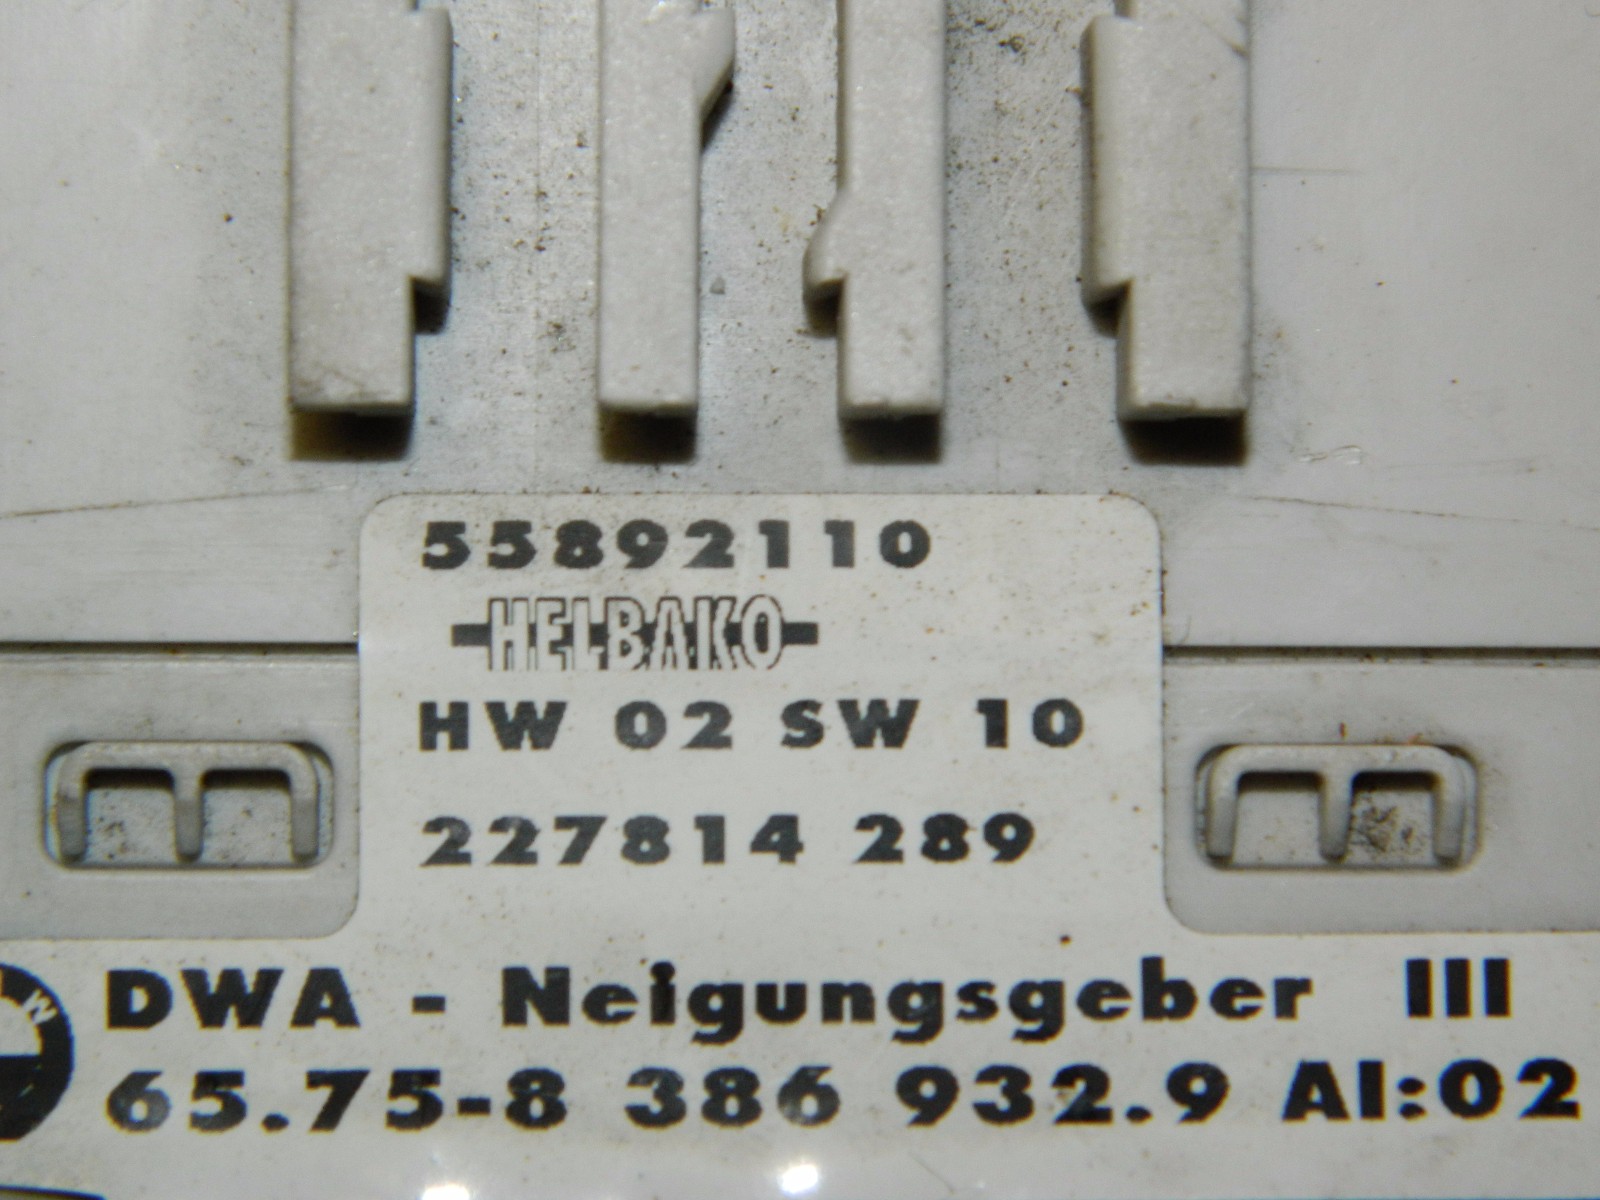 55892110
HELBAKO
HW 02 SW 10
227814 289
DWA - Neigungsgeber III
65.75-8 386 932.9 AI:02